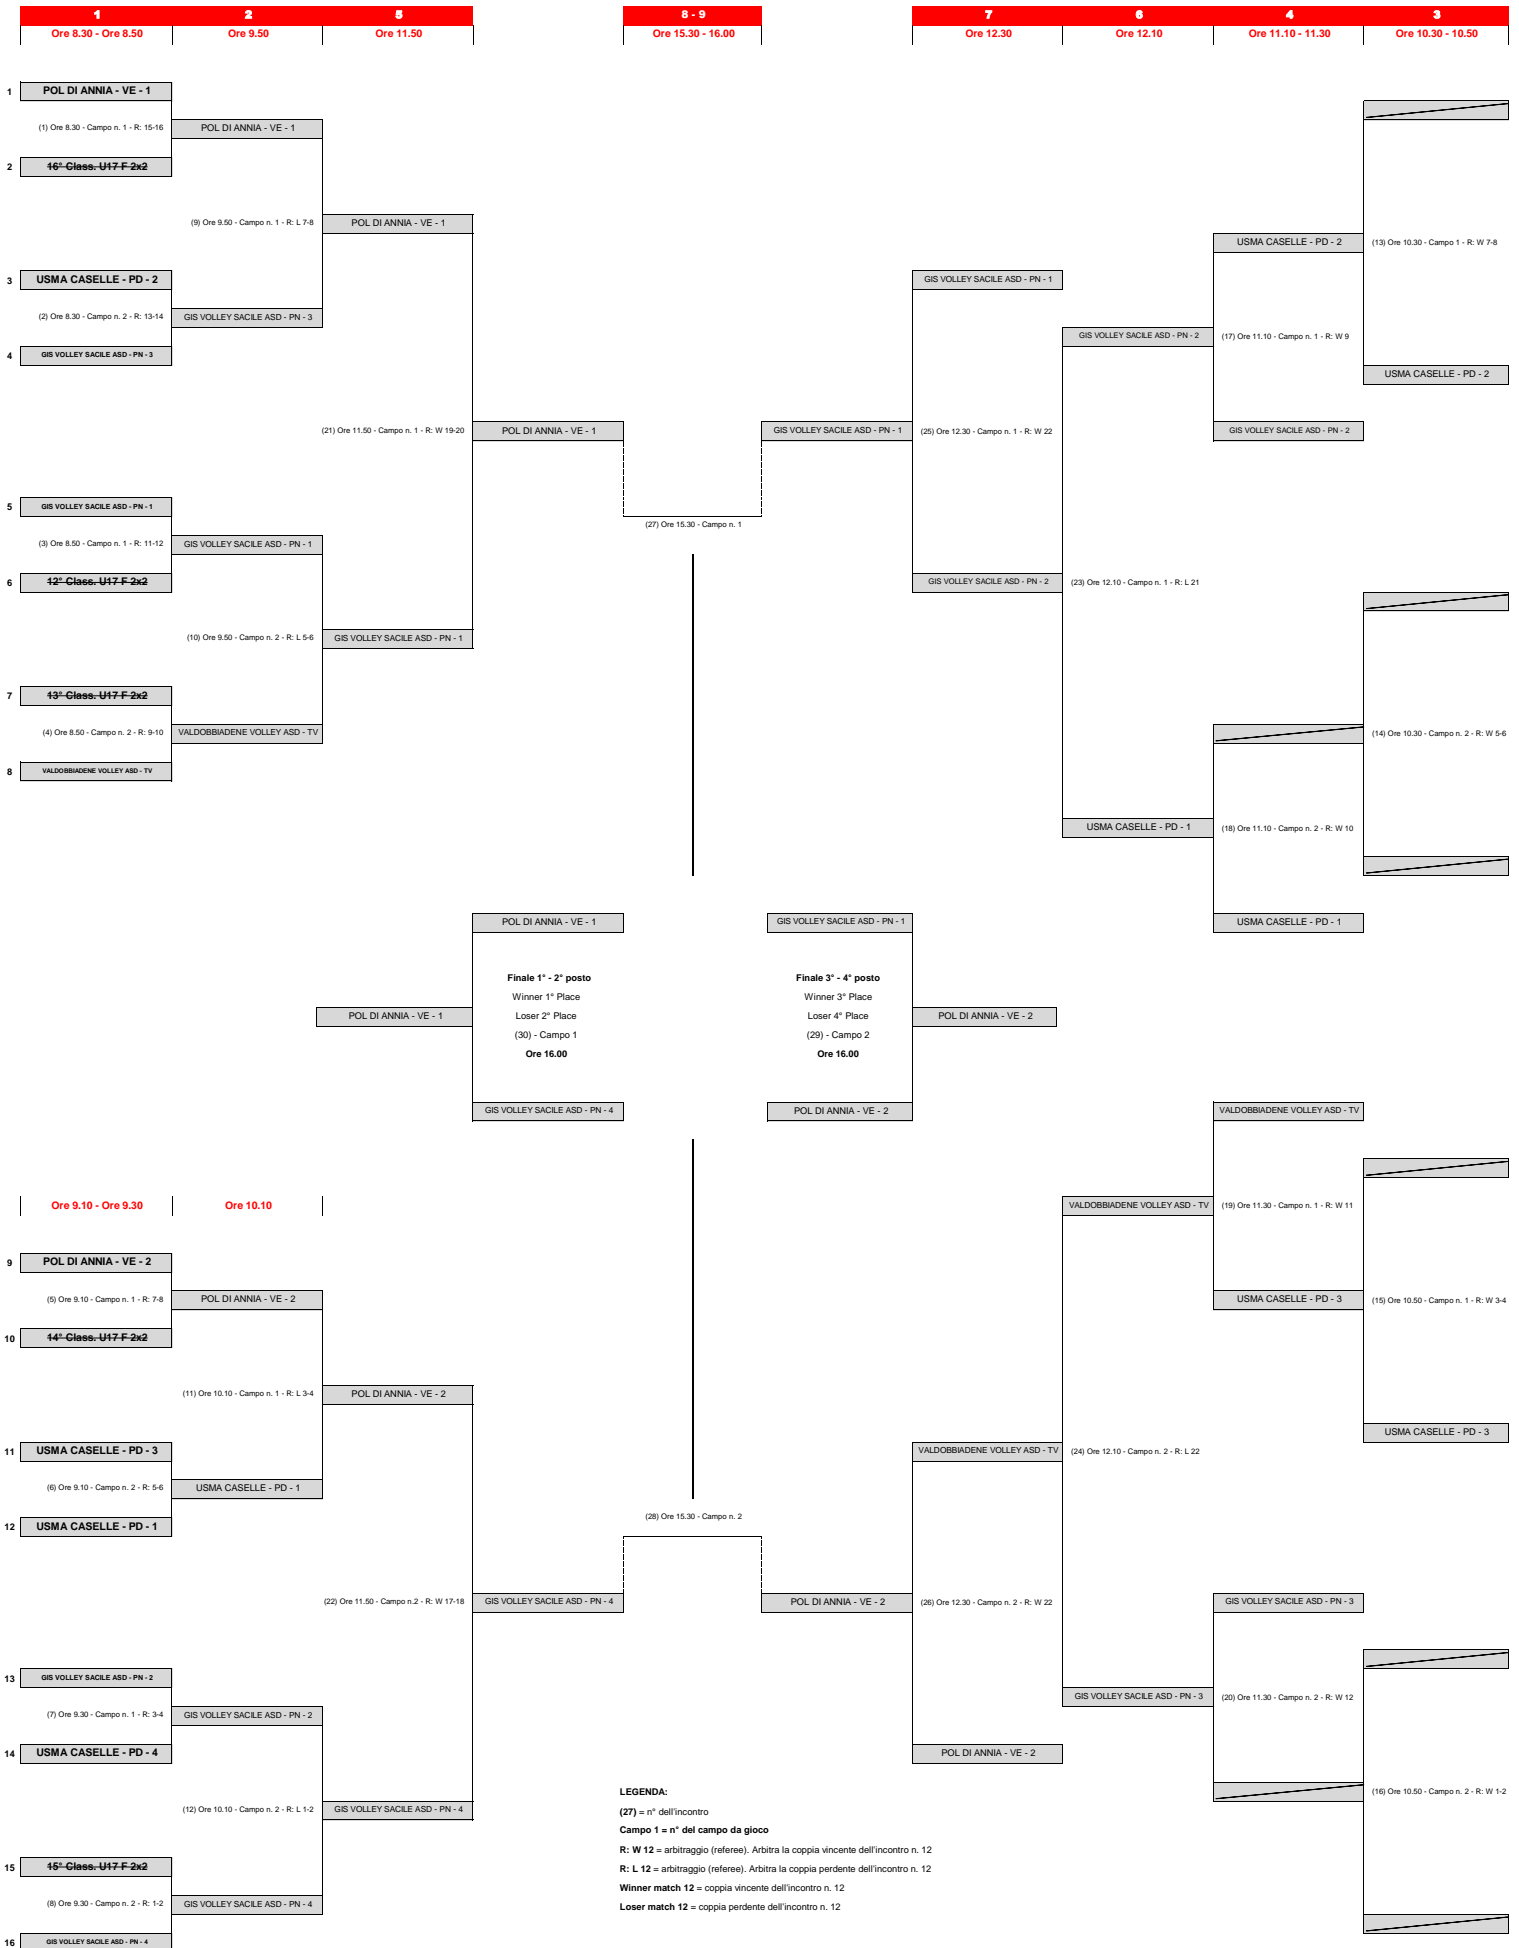 1 2 5 8 - 9 7 6 4 3
Ore 8.30 - Ore 8.50 Ore 9.50 Ore 11.50 Ore 15.30 - 16.00 Ore 12.30 Ore 12.10 Ore 11.10 - 11.30 Ore 10.30 - 10.50
1 POL DI ANNIA - VE - 1
(1) Ore 8.30 - Campo n. 1 - R: 15-16 POL DI ANNIA - VE - 1
2 16° Class. U17 F 2x2
(9) Ore 9.50 - Campo n. 1 - R: L 7-8 POL DI ANNIA - VE - 1
USMA CASELLE - PD - 2 (13) Ore 10.30 - Campo 1 - R: W 7-8
3 USMA CASELLE - PD - 2 GIS VOLLEY SACILE ASD - PN - 1
(2) Ore 8.30 - Campo n. 2 - R: 13-14 GIS VOLLEY SACILE ASD - PN - 3
GIS VOLLEY SACILE ASD - PN - 2 (17) Ore 11.10 - Campo n. 1 - R: W 9
4 GIS VOLLEY SACILE ASD - PN - 3
USMA CASELLE - PD - 2
(21) Ore 11.50 - Campo n. 1 - R: W 19-20 POL DI ANNIA - VE - 1 GIS VOLLEY SACILE ASD - PN - 1 (25) Ore 12.30 - Campo n. 1 - R: W 22 GIS VOLLEY SACILE ASD - PN - 2
5 GIS VOLLEY SACILE ASD - PN - 1
(27) Ore 15.30 - Campo n. 1
(3) Ore 8.50 - Campo n. 1 - R: 11-12 GIS VOLLEY SACILE ASD - PN - 1
6 12° Class. U17 F 2x2 GIS VOLLEY SACILE ASD - PN - 2 (23) Ore 12.10 - Campo n. 1 - R: L 21
(10) Ore 9.50 - Campo n. 2 - R: L 5-6 GIS VOLLEY SACILE ASD - PN - 1
7 13° Class. U17 F 2x2
(4) Ore 8.50 - Campo n. 2 - R: 9-10 VALDOBBIADENE VOLLEY ASD - TV (14) Ore 10.30 - Campo n. 2 - R: W 5-6
8 VALDOBBIADENE VOLLEY ASD - TV
USMA CASELLE - PD - 1 (18) Ore 11.10 - Campo n. 2 - R: W 10
POL DI ANNIA - VE - 1 GIS VOLLEY SACILE ASD - PN - 1 USMA CASELLE - PD - 1
Finale 1° - 2° posto Finale 3° - 4° posto
Winner 1° Place Winner 3° Place
POL DI ANNIA - VE - 1 Loser 2° Place Loser 4° Place POL DI ANNIA - VE - 2
(30) - Campo 1 (29) - Campo 2
Ore 16.00 Ore 16.00
GIS VOLLEY SACILE ASD - PN - 4 POL DI ANNIA - VE - 2 VALDOBBIADENE VOLLEY ASD - TV
Ore 9.10 - Ore 9.30 Ore 10.10 VALDOBBIADENE VOLLEY ASD - TV (19) Ore 11.30 - Campo n. 1 - R: W 11
9 POL DI ANNIA - VE - 2
(5) Ore 9.10 - Campo n. 1 - R: 7-8 POL DI ANNIA - VE - 2 USMA CASELLE - PD - 3 (15) Ore 10.50 - Campo n. 1 - R: W 3-4
10 14° Class. U17 F 2x2
(11) Ore 10.10 - Campo n. 1 - R: L 3-4 POL DI ANNIA - VE - 2
USMA CASELLE - PD - 3
11 USMA CASELLE - PD - 3 VALDOBBIADENE VOLLEY ASD - TV (24) Ore 12.10 - Campo n. 2 - R: L 22
(6) Ore 9.10 - Campo n. 2 - R: 5-6 USMA CASELLE - PD - 1
(28) Ore 15.30 - Campo n. 2
12 USMA CASELLE - PD - 1
(22) Ore 11.50 - Campo n.2 - R: W 17-18 GIS VOLLEY SACILE ASD - PN - 4 POL DI ANNIA - VE - 2 (26) Ore 12.30 - Campo n. 2 - R: W 22 GIS VOLLEY SACILE ASD - PN - 3
13 GIS VOLLEY SACILE ASD - PN - 2
GIS VOLLEY SACILE ASD - PN - 3 (20) Ore 11.30 - Campo n. 2 - R: W 12
(7) Ore 9.30 - Campo n. 1 - R: 3-4 GIS VOLLEY SACILE ASD - PN - 2
14 USMA CASELLE - PD - 4 POL DI ANNIA - VE - 2
LEGENDA: (16) Ore 10.50 - Campo n. 2 - R: W 1-2
(12) Ore 10.10 - Campo n. 2 - R: L 1-2 GIS VOLLEY SACILE ASD - PN - 4 (27) = n° dell'incontro
Campo 1 = n° del campo da gioco
R: W 12 = arbitraggio (referee). Arbitra la coppia vincente dell'incontro n. 12
15 15° Class. U17 F 2x2 R: L 12 = arbitraggio (referee). Arbitra la coppia perdente dell'incontro n. 12
Winner match 12 = coppia vincente dell'incontro n. 12
(8) Ore 9.30 - Campo n. 2 - R: 1-2 GIS VOLLEY SACILE ASD - PN - 4 Loser match 12 = coppia perdente dell'incontro n. 12
16 GIS VOLLEY SACILE ASD - PN - 4